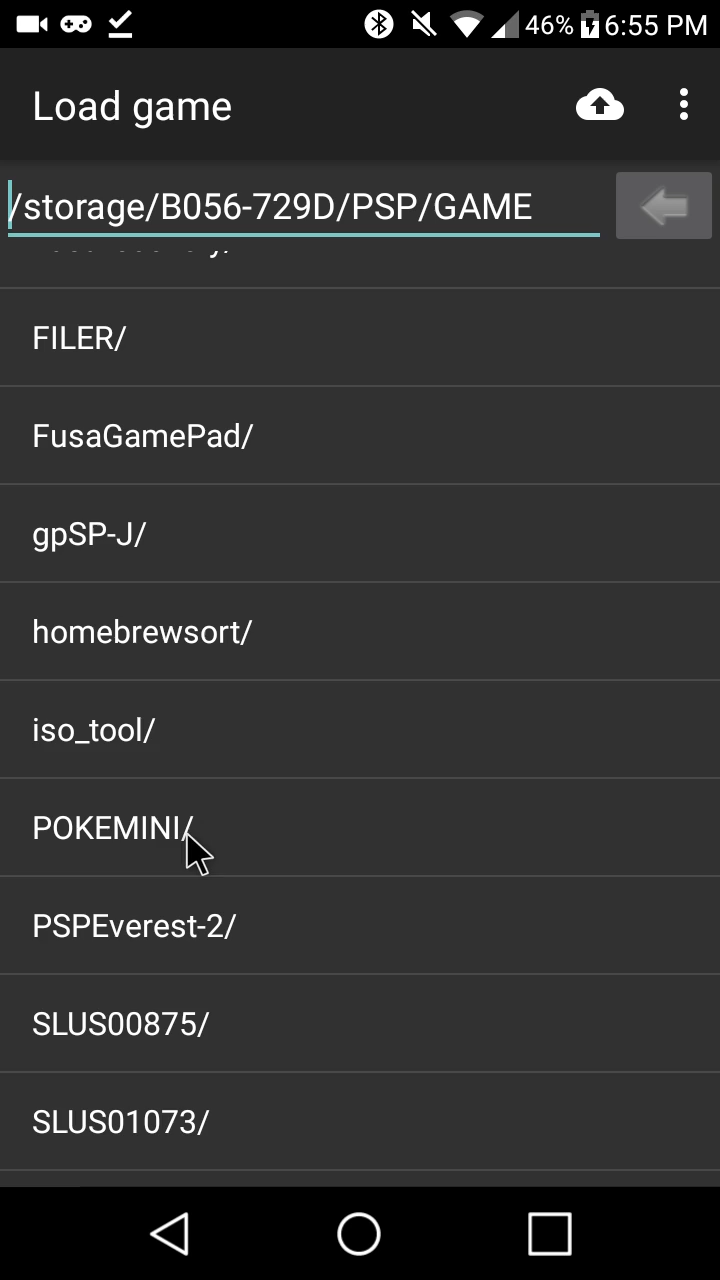 46% 6:55 PM
Load game
/storage/B056-729D/PSP/GAME
FILER/
FusaGamePad/
gpSP-J/
homebrewsort/
iso_tool/
POKEMINI/
PSPEverest-2/
SLUS00875/
SLUS01073/